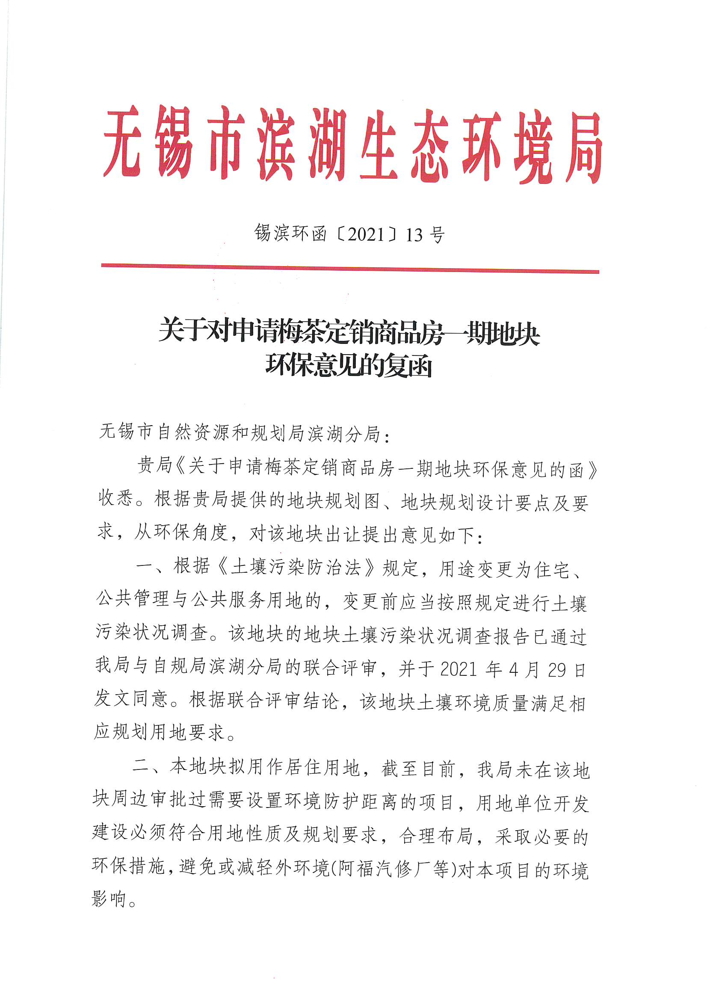 无锡市滨湖生态环境局
锡滨环函〔2021〕13号
关于对申请梅茶定销商品房一期地块
环保意见的复函
无锡市自然资源和规划局滨湖分局：
贵局《关于申请梅茶定销商品房一期地块环保意见的函》
收悉。根据贵局提供的地块规划图、地块规划设计要点及要
求，从环保角度，对该地块出让提出意见如下：
一、根据《土壤污染防治法》规定，用途变更为住宅、
公共管理与公共服务用地的，变更前应当按照规定进行土壤
污染状况调查。该地块的地块土壤污染状况调查报告已通过
我局与自规局滨湖分局的联合评审，并于 2021 年 4 月 29 日
发文同意。根据联合评审结论，该地块土壤环境质量满足相
应规划用地要求。
二、本地块拟用作居住用地，截至目前，我局未在该地
块周边审批过需要设置环境防护距离的项目，用地单位开发
建设必须符合用地性质及规划要求，合理布局，采取必要的
环保措施，避免或减轻外环境(阿福汽修厂等)对本项目的环境
影响。